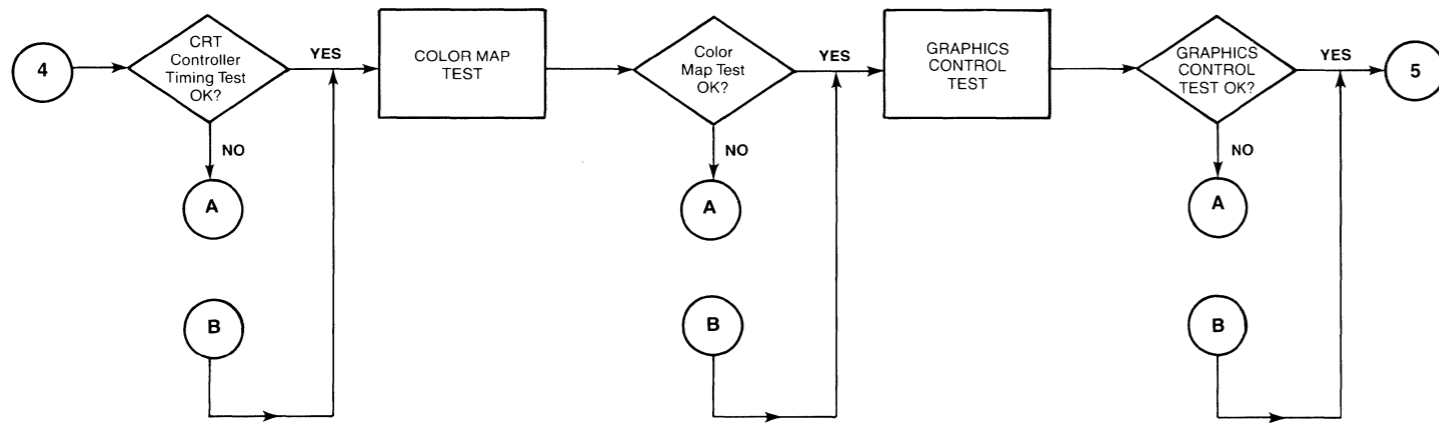 4
CRT
Controller
Timing Test
OK?
YES
NO
A
B
COLOR MAP
TEST
Color
Map Test
OK?
YES
NO
A
B
GRAPHICS
CONTROL
TEST
GRAPHICS
CONTROL
TEST OK?
YES
NO
A
B
5